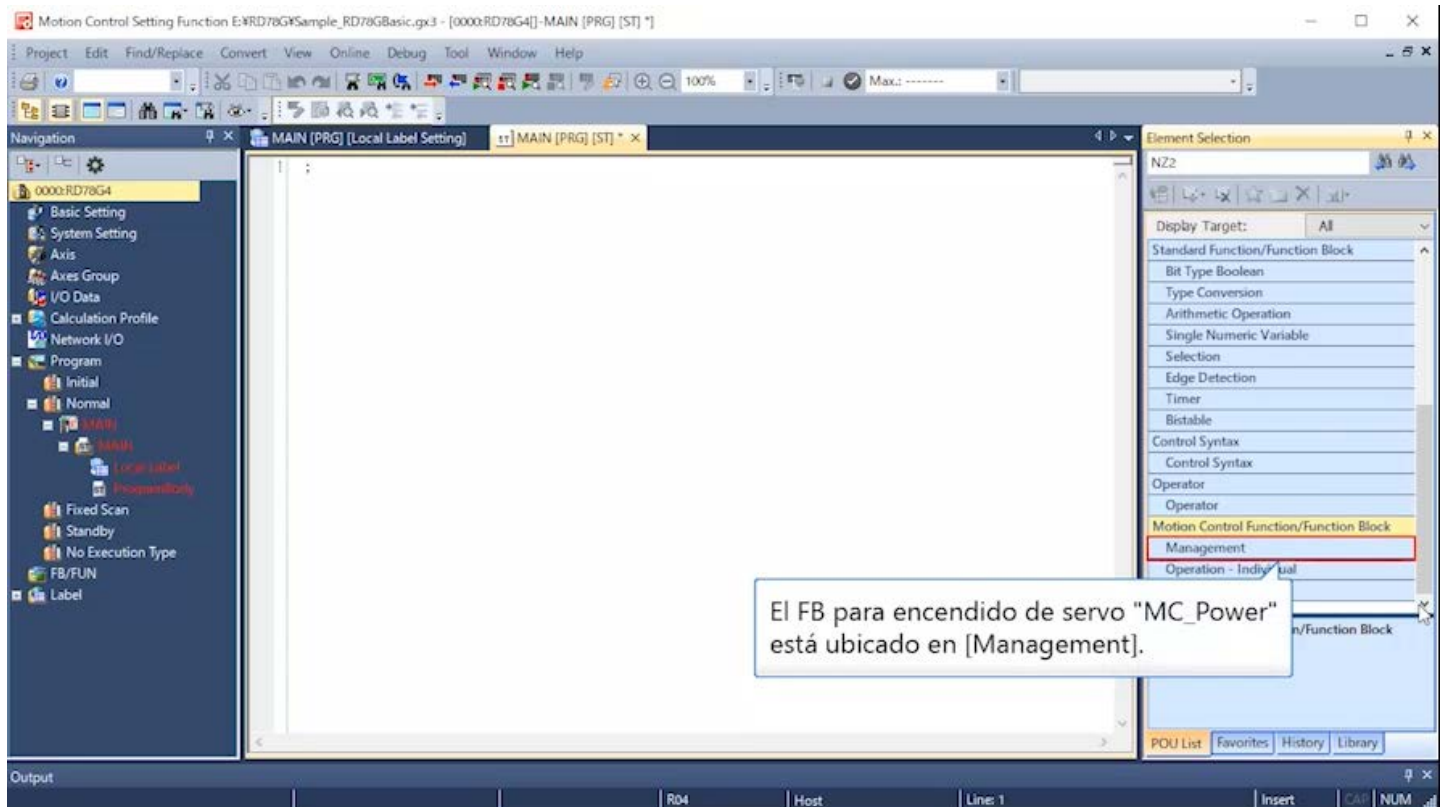 Motion Control Setting Function E:¥RD78G¥Sample_RD78GBasic.gx3 - [0000:RD78G4[]-MAIN [PRG] [ST] *]
Project Edit Find/Replace Convert View Online Debug Tool Window Help
100%
Max.: -------
Navigation
MAIN [PRG] [Local Label Setting]
ST MAIN [PRG] [ST] *
Element Selection
0000:RD78G4
Basic Setting
System Setting
Axis
Axes Group
I/O Data
Calculation Profile
Network I/O
Program
Initial
Normal
MAIN
MAIN
Local Label
ProgramBody
Fixed Scan
Standby
No Execution Type
FB/FUN
Label
1 ;
NZ2
Display Target: All
Standard Function/Function Block
Bit Type Boolean
Type Conversion
Arithmetic Operation
Single Numeric Variable
Selection
Edge Detection
Timer
Bistable
Control Syntax
Control Syntax
Operator
Operator
Motion Control Function/Function Block
Management
Operation - Individual
El FB para encendido de servo "MC_Power"
está ubicado en [Management].
n/Function Block
POU List Favorites History Library
Output
R04 Host Line: 1 Insert CAP NUM